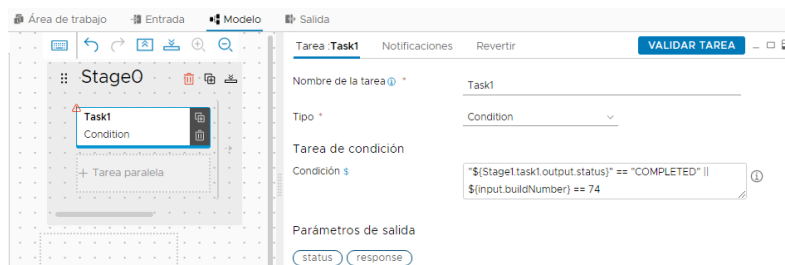 Área de trabajo Entrada Modelo Salida
Stage0
Task1
Condition
+ Tarea paralela
Tarea :Task1 Notificaciones Revertir VALIDAR TAREA
Nombre de la tarea * Task1
Tipo * Condition
Tarea de condición
Condición $ "${Stage1.task1.output.status}" == "COMPLETED" ||
${input.buildNumber} == 74
Parámetros de salida
status response